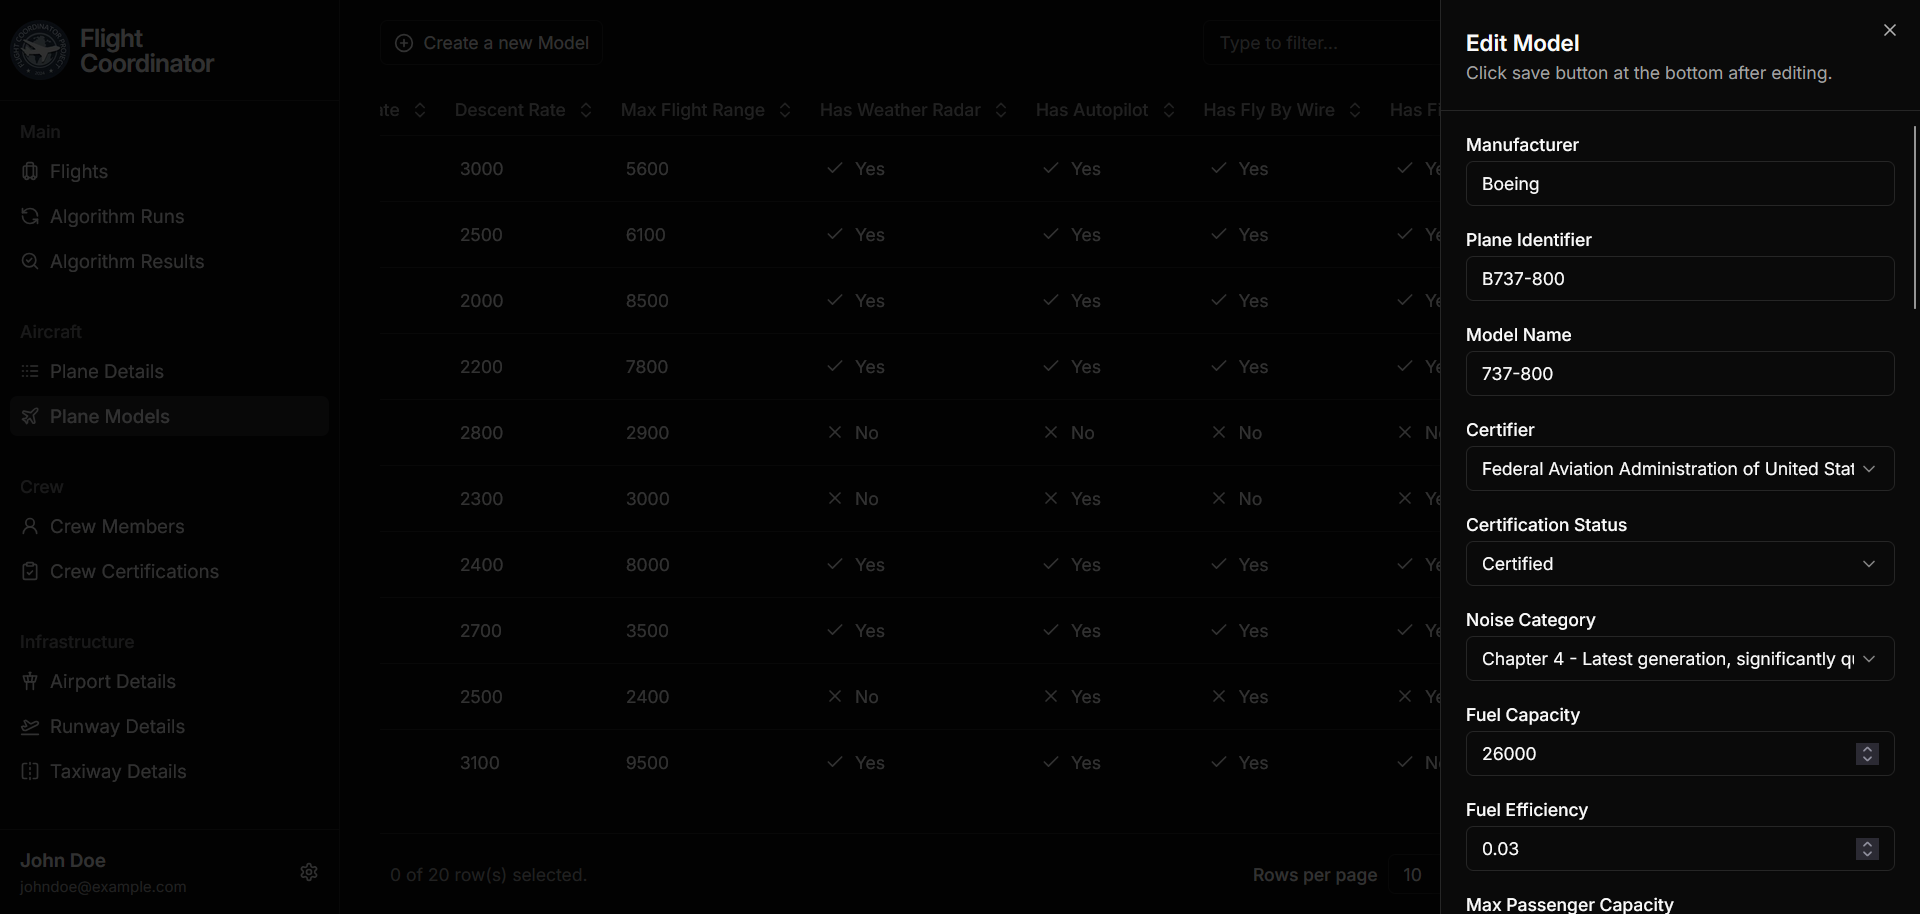 Flight
Coordinator
Main
Flights
Algorithm Runs
Algorithm Results
Aircraft
Plane Details
Plane Models
Crew
Crew Members
Crew Certifications
Infrastructure
Airport Details
Runway Details
Taxiway Details
John Doe
johndoe@example.com
Create a new Model
Type to filter...
ate Descent Rate Max Flight Range Has Weather Radar Has Autopilot Has Fly By Wire Has Fi
3000 5600 Yes Yes Yes Ye
2500 6100 Yes Yes Yes Ye
2000 8500 Yes Yes Yes Ye
2200 7800 Yes Yes Yes Ye
2800 2900 No No No N
2300 3000 No Yes No Ye
2400 8000 Yes Yes Yes Ye
2700 3500 Yes Yes Yes Ye
2500 2400 No Yes Yes Ye
3100 9500 Yes Yes Yes N
0 of 20 row(s) selected.
Rows per page 10
Edit Model
Click save button at the bottom after editing.
Manufacturer
Boeing
Plane Identifier
B737-800
Model Name
737-800
Certifier
Federal Aviation Administration of United Stat
Certification Status
Certified
Noise Category
Chapter 4 - Latest generation, significantly q
Fuel Capacity
26000
Fuel Efficiency
0.03
Max Passenger Capacity